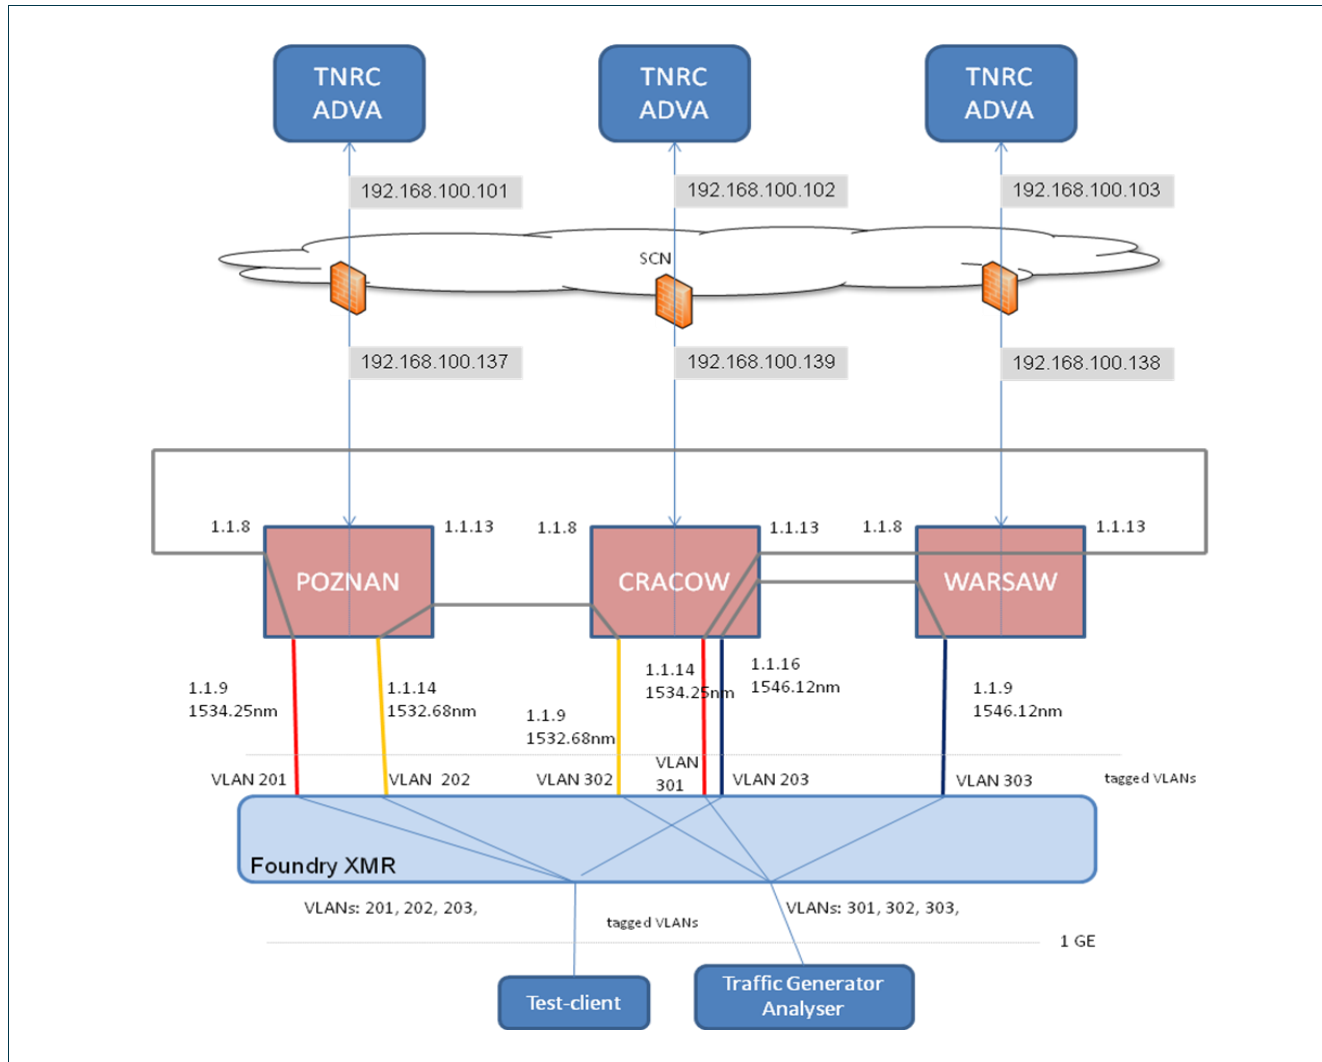 TNRC
ADVA
TNRC
ADVA
TNRC
ADVA
192.168.100.101
192.168.100.102
192.168.100.103
SCN
192.168.100.137
192.168.100.139
192.168.100.138
1.1.8
1.1.13
1.1.8
1.1.13
1.1.8
1.1.13
POZNAN
CRACOW
WARSAW
1.1.9
1534.25nm
1.1.14
1532.68nm
1.1.9
1532.68nm
1.1.14
1534.25nm
1.1.16
1546.12nm
1.1.9
1546.12nm
VLAN 201
VLAN 202
VLAN 302
VLAN
301
VLAN 203
VLAN 303
tagged VLANs
Foundry XMR
VLANs: 201, 202, 203,
tagged VLANs
VLANs: 301, 302, 303,
1 GE
Test-client
Traffic Generator
Analyser